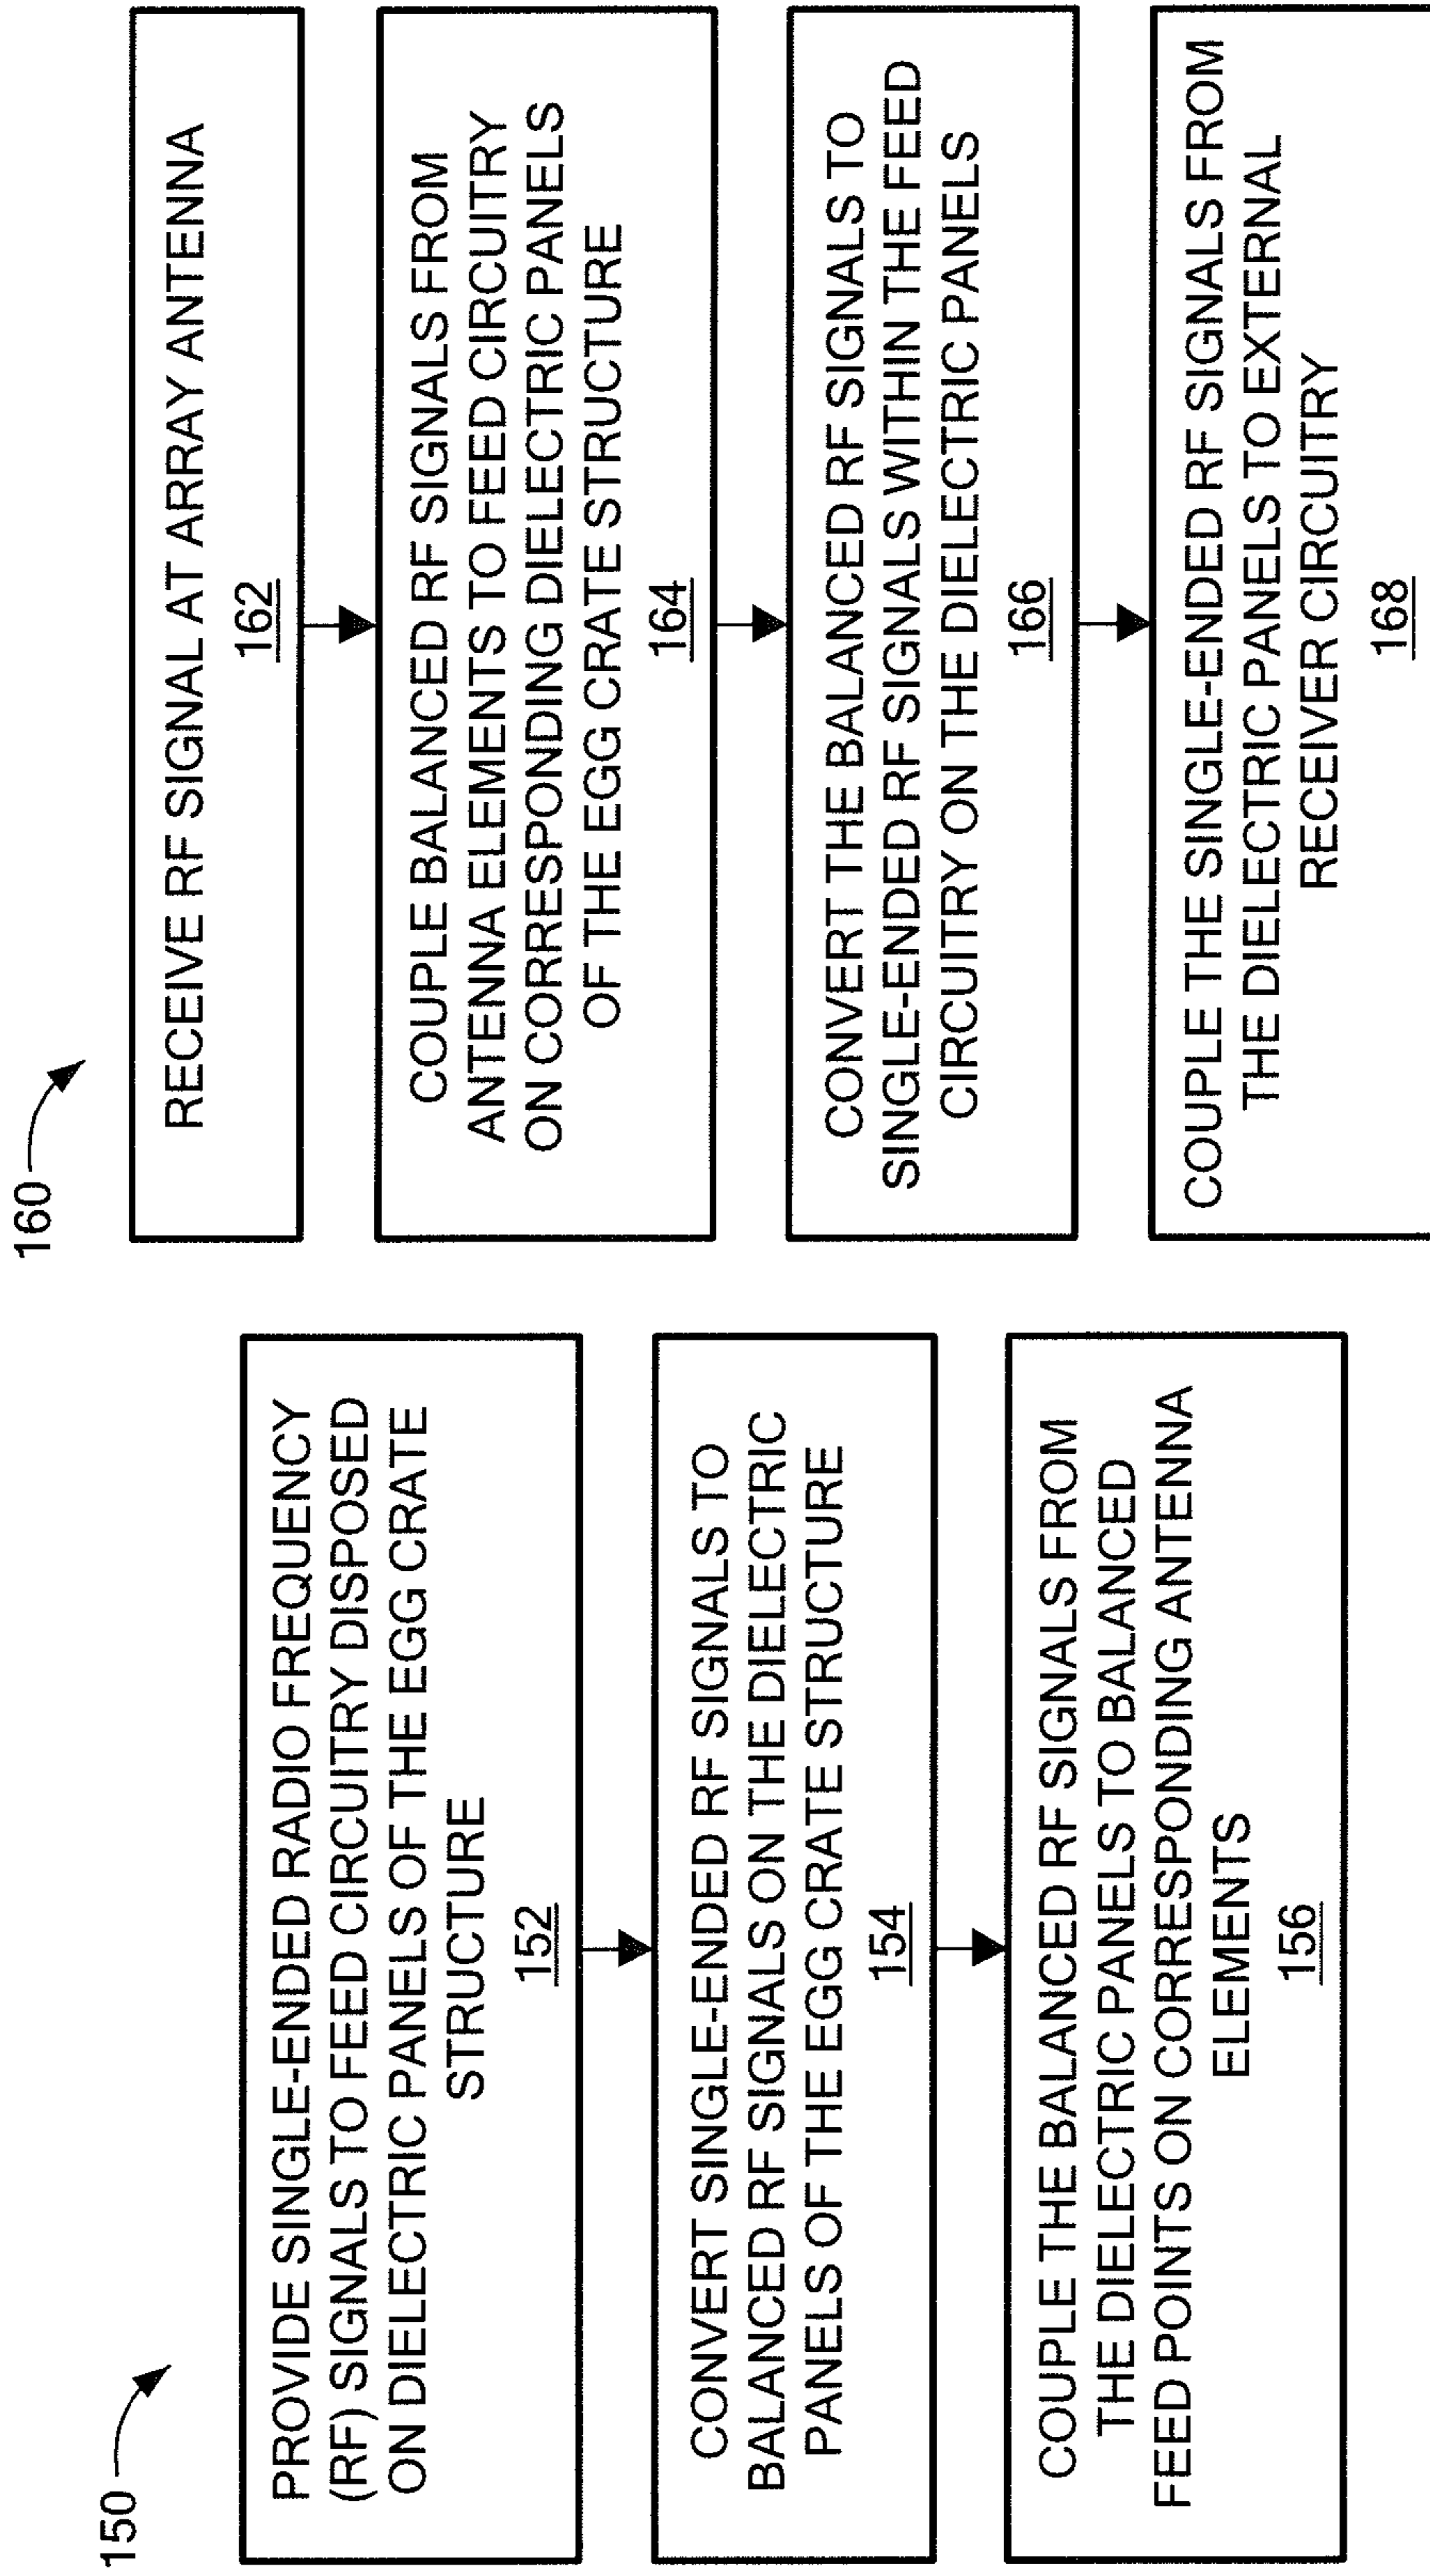 150
PROVIDE SINGLE-ENDED RADIO FREQUENCY
(RF) SIGNALS TO FEED CIRCUITRY DISPOSED
ON DIELECTRIC PANELS OF THE EGG CRATE
STRUCTURE
152
CONVERT SINGLE-ENDED RF SIGNALS TO
BALANCED RF SIGNALS ON THE DIELECTRIC
PANELS OF THE EGG CRATE STRUCTURE
154
COUPLE THE BALANCED RF SIGNALS FROM
THE DIELECTRIC PANELS TO BALANCED
FEED POINTS ON CORRESPONDING ANTENNA
ELEMENTS
156
160
RECEIVE RF SIGNAL AT ARRAY ANTENNA
162
COUPLE BALANCED RF SIGNALS FROM
ANTENNA ELEMENTS TO FEED CIRCUITRY
ON CORRESPONDING DIELECTRIC PANELS
OF THE EGG CRATE STRUCTURE
164
CONVERT THE BALANCED RF SIGNALS TO
SINGLE-ENDED RF SIGNALS WITHIN THE FEED
CIRCUITRY ON THE DIELECTRIC PANELS
166
COUPLE THE SINGLE-ENDED RF SIGNALS FROM
THE DIELECTRIC PANELS TO EXTERNAL
RECEIVER CIRCUITRY
168